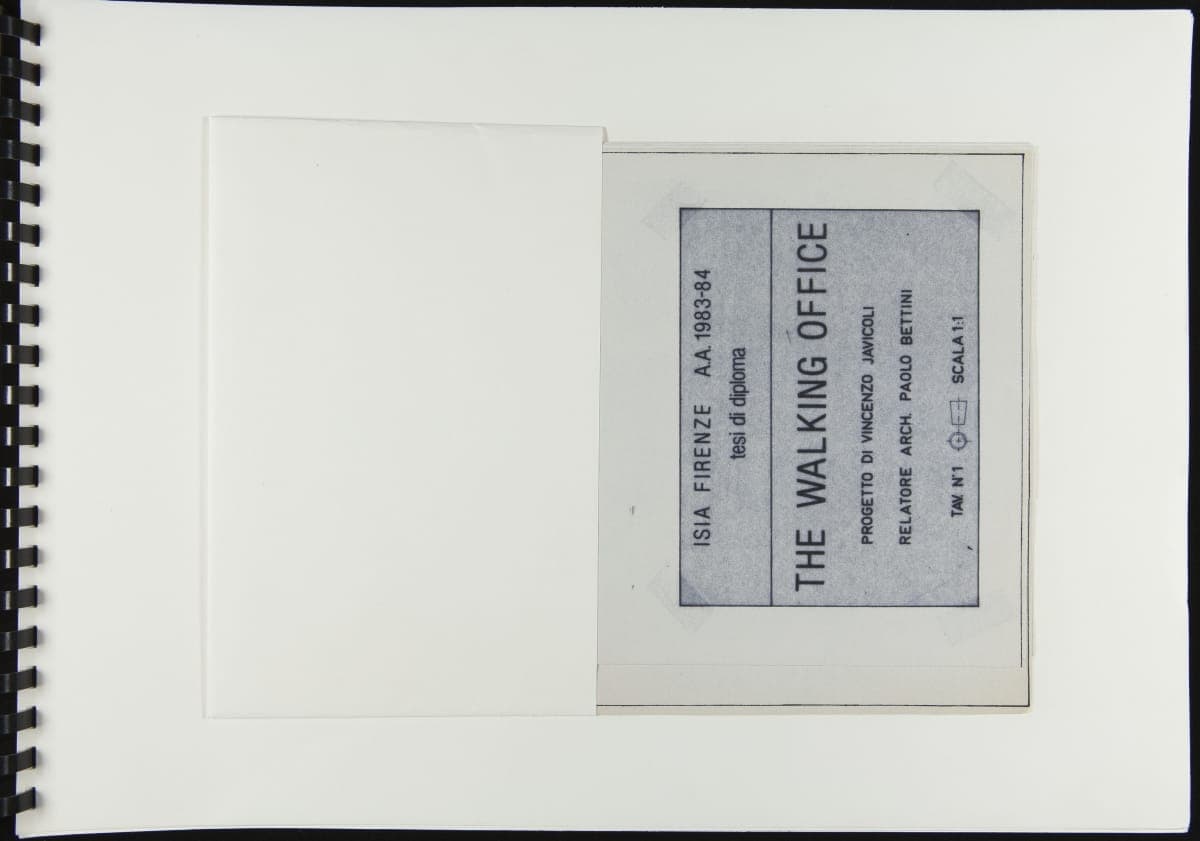 ISIA FIRENZE A.A. 1983-84
tesi di diploma
THE WALKING OFFICE
PROGETTO DI VINCENZO JAVICOLI
RELATORE ARCH. PAOLO BETTINI
TAV. N°1 SCALA 1:1